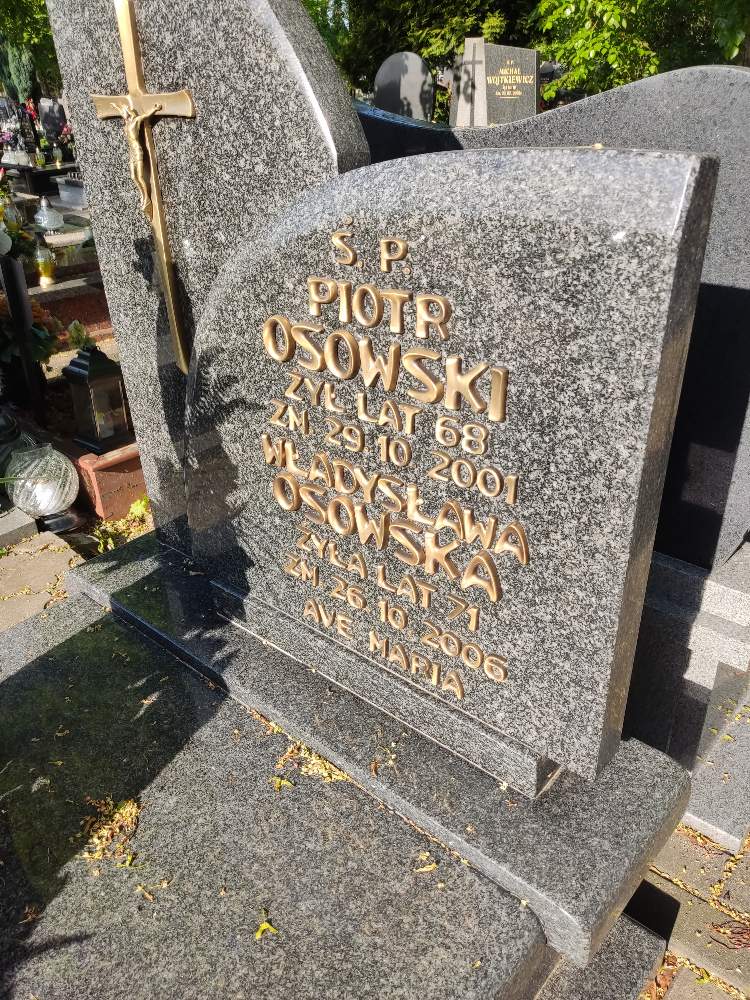 Ś. P.
PIOTR
OSOWSKI
ŻYŁ LAT 68
ZM 29.10 2001
WŁADYSŁAWA
OSOWSKA
ŻYŁA LAT 71
ZM 26.10. 2006
AVE MARIA
MICHAŁ
WOJTKIEWICZ